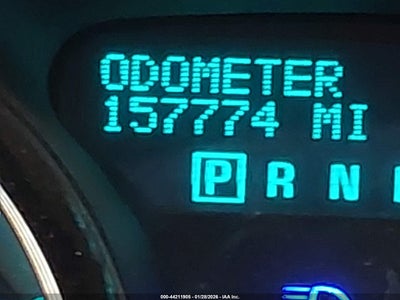 ODOMETER
157774 MI
P R N
000-44211905 - 01/28/2026 - IAA Inc.